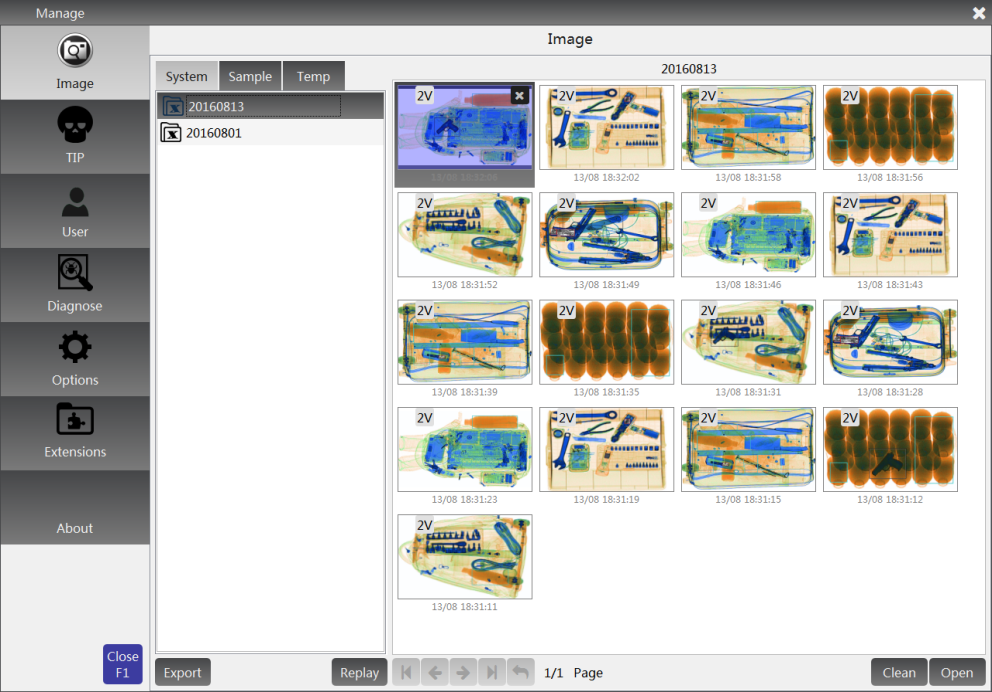 Manage
Image
Image
TIP
User
Diagnose
Options
Extensions
About
Close
F1
System Sample Temp
20160813
20160801
20160813
2V 2V 2V 2V
13/08 18:32:02 13/08 18:31:58 13/08 18:31:56
2V 2V 2V 2V
13/08 18:31:52 13/08 18:31:49 13/08 18:31:46 13/08 18:31:43
2V 2V 2V 2V
13/08 18:31:39 13/08 18:31:35 13/08 18:31:31 13/08 18:31:28
2V 2V 2V 2V
13/08 18:31:23 13/08 18:31:19 13/08 18:31:15 13/08 18:31:12
2V
13/08 18:31:11
Export Replay 1/1 Page Clean Open